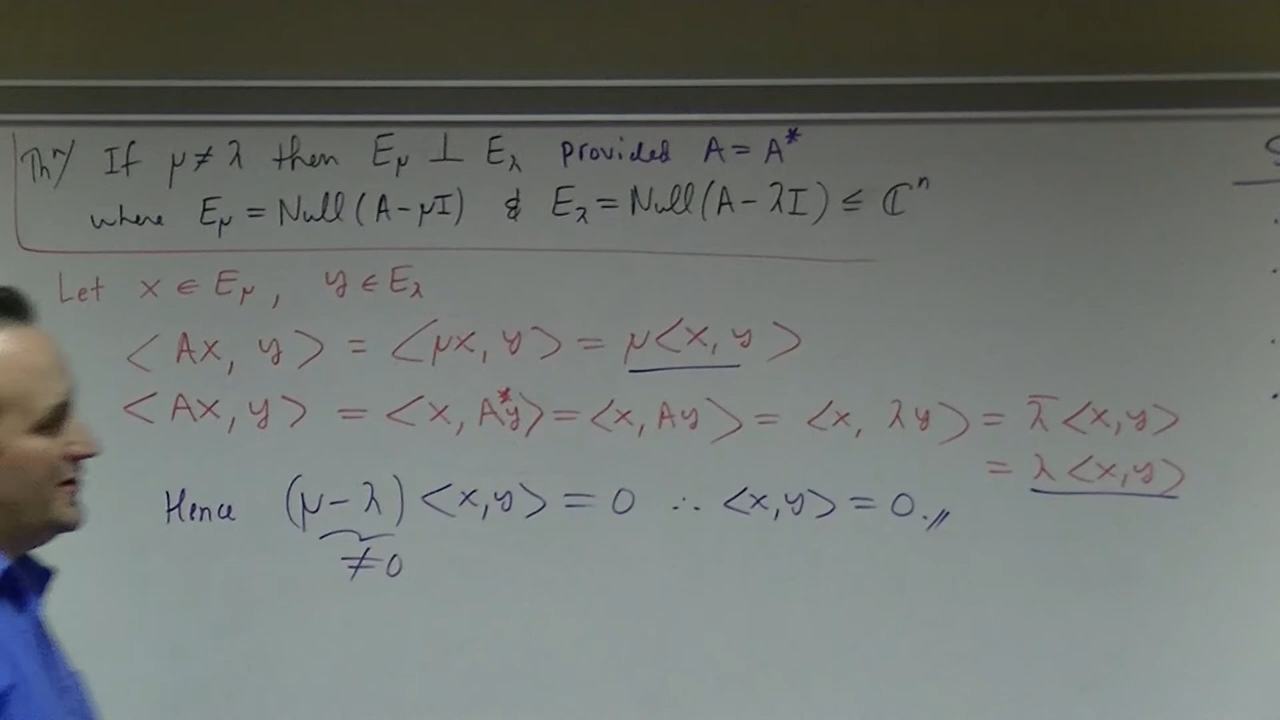 Thm/ If μ ≠ λ then E_μ ⊥ E_λ provided A = A*
where E_μ = Null(A - μI) & E_λ = Null(A - λI) ≤ ℂⁿ
Let x ∈ E_μ, y ∈ E_λ
<Ax, y> = <μx, y> = μ<x, y>
<Ax, y> = <x, A*y> = <x, Ay> = <x, λy> = λ̄<x,y>
= λ<x,y>
Hence (μ - λ)<x,y> = 0 ∴ <x,y> = 0.//
≠0